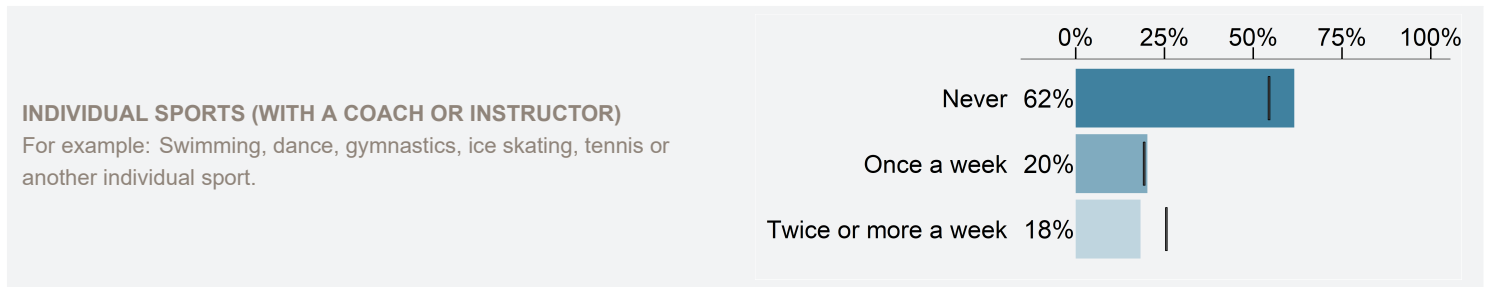 INDIVIDUAL SPORTS (WITH A COACH OR INSTRUCTOR)
For example: Swimming, dance, gymnastics, ice skating, tennis or
another individual sport.
0% 25% 50% 75% 100%
Never 62%
Once a week 20%
Twice or more a week 18%